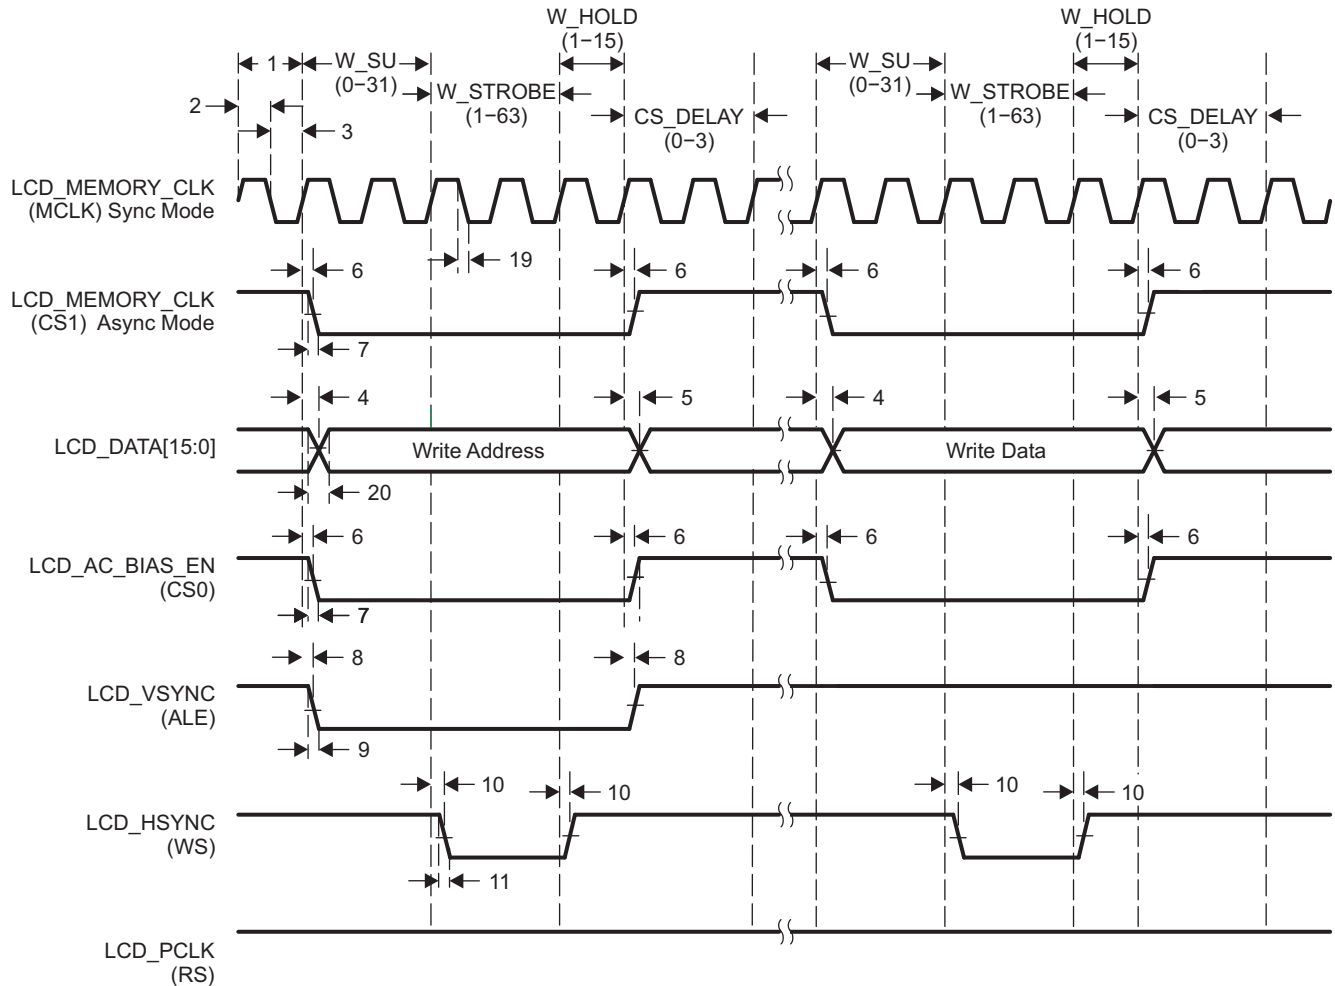 W_HOLD
(1−15)
W_HOLD
(1−15)
1
W_SU
(0−31)
W_SU
(0−31)
2
W_STROBE
(1−63)
W_STROBE
(1−63)
3
CS_DELAY
(0−3)
CS_DELAY
(0−3)
LCD_MEMORY_CLK
(MCLK) Sync Mode
19
6
6
6
6
LCD_MEMORY_CLK
(CS1) Async Mode
7
4
5
4
5
LCD_DATA[15:0]
Write Address
Write Data
20
6
6
6
6
LCD_AC_BIAS_EN
(CS0)
7
8
8
LCD_VSYNC
(ALE)
9
10
10
10
10
LCD_HSYNC
(WS)
11
LCD_PCLK
(RS)